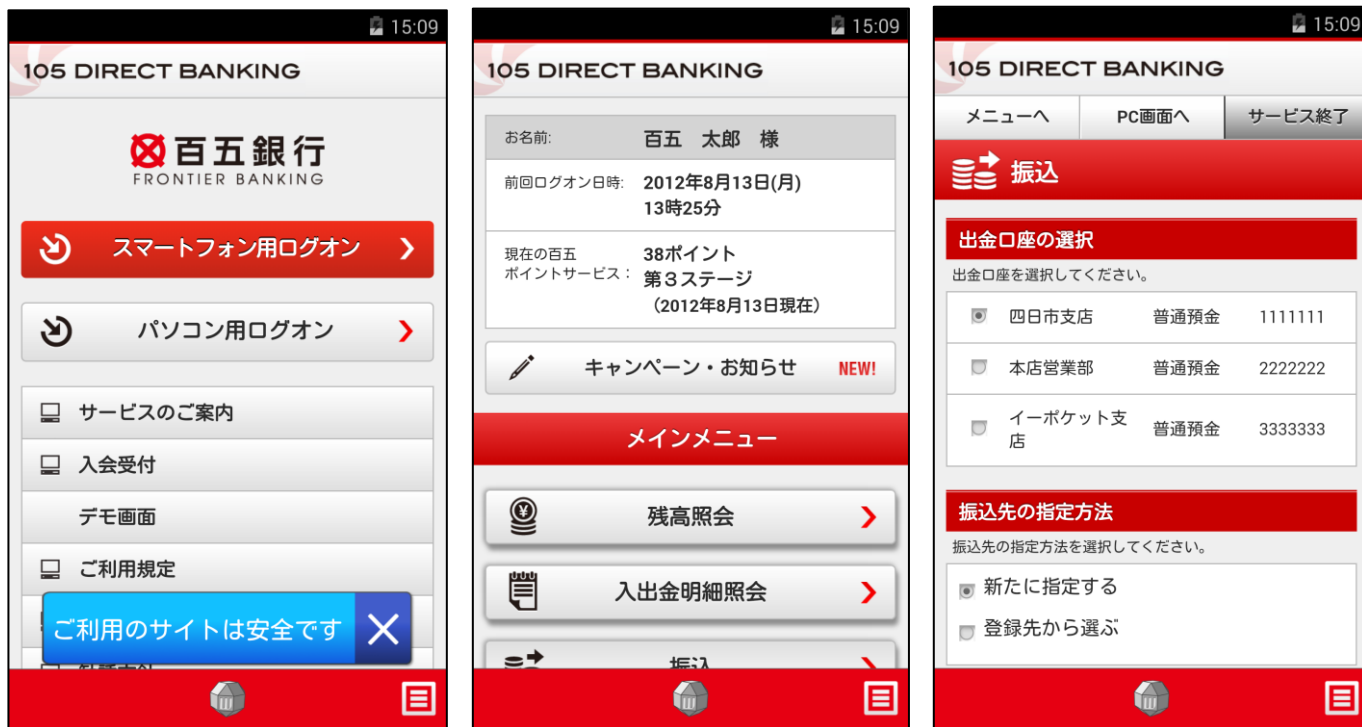 15:09
105 DIRECT BANKING
百五銀行
FRONTIER BANKING
スマートフォン用ログオン
パソコン用ログオン
サービスのご案内
入会受付
デモ画面
ご利用規定
ご利用のサイトは安全です
15:09
105 DIRECT BANKING
お名前: 百五 太郎 様
前回ログオン日時: 2012年8月13日(月)
13時25分
現在の百五 38ポイント
ポイントサービス: 第3ステージ
(2012年8月13日現在)
キャンペーン・お知らせ NEW!
メインメニュー
残高照会
入出金明細照会
振込
15:09
105 DIRECT BANKING
メニューへ PC画面へ サービス終了
振込
出金口座の選択
出金口座を選択してください。
四日市支店 普通預金 1111111
本店営業部 普通預金 2222222
イーポケット支
店 普通預金 3333333
振込先の指定方法
振込先の指定方法を選択してください。
新たに指定する
登録先から選ぶ